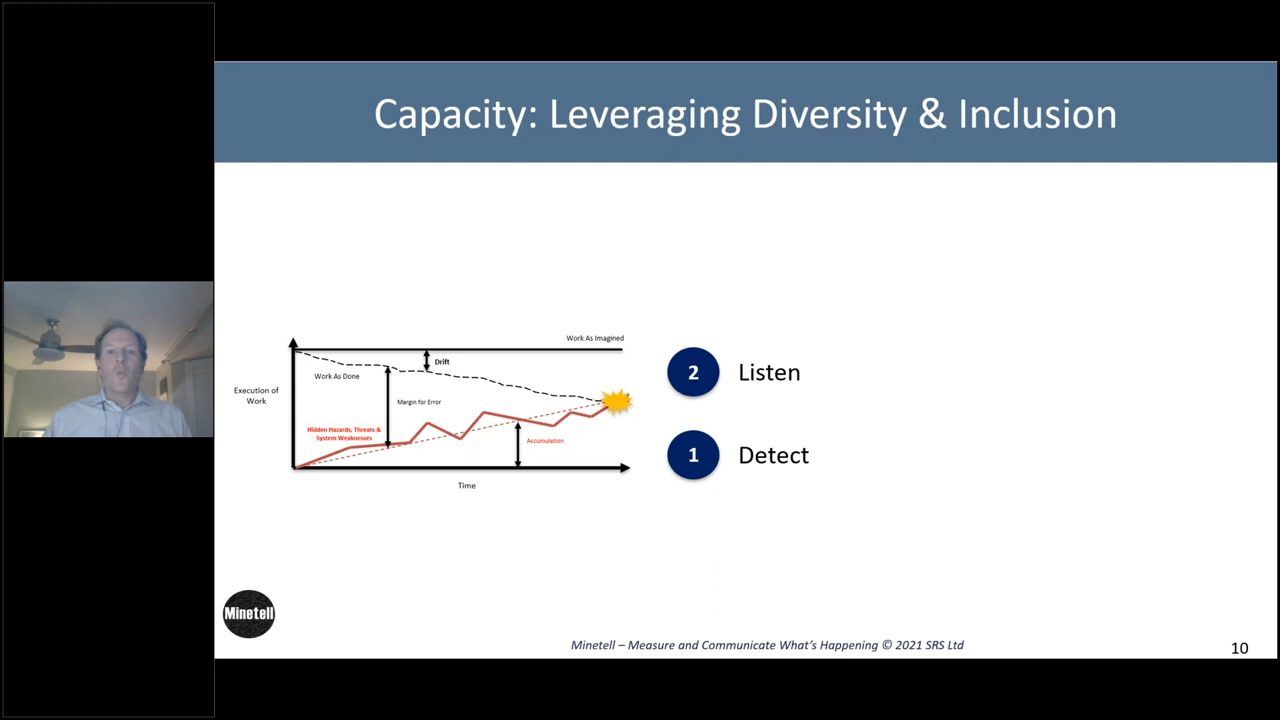 Capacity: Leveraging Diversity & Inclusion
Work As Imagined
Drift
Work As Done
Execution of
Work
Margin for Error
Hidden Hazards, Threats &
System Weaknesses
Accumulation
Time
2 Listen
1 Detect
Minetell
Minetell – Measure and Communicate What's Happening © 2021 SRS Ltd
10